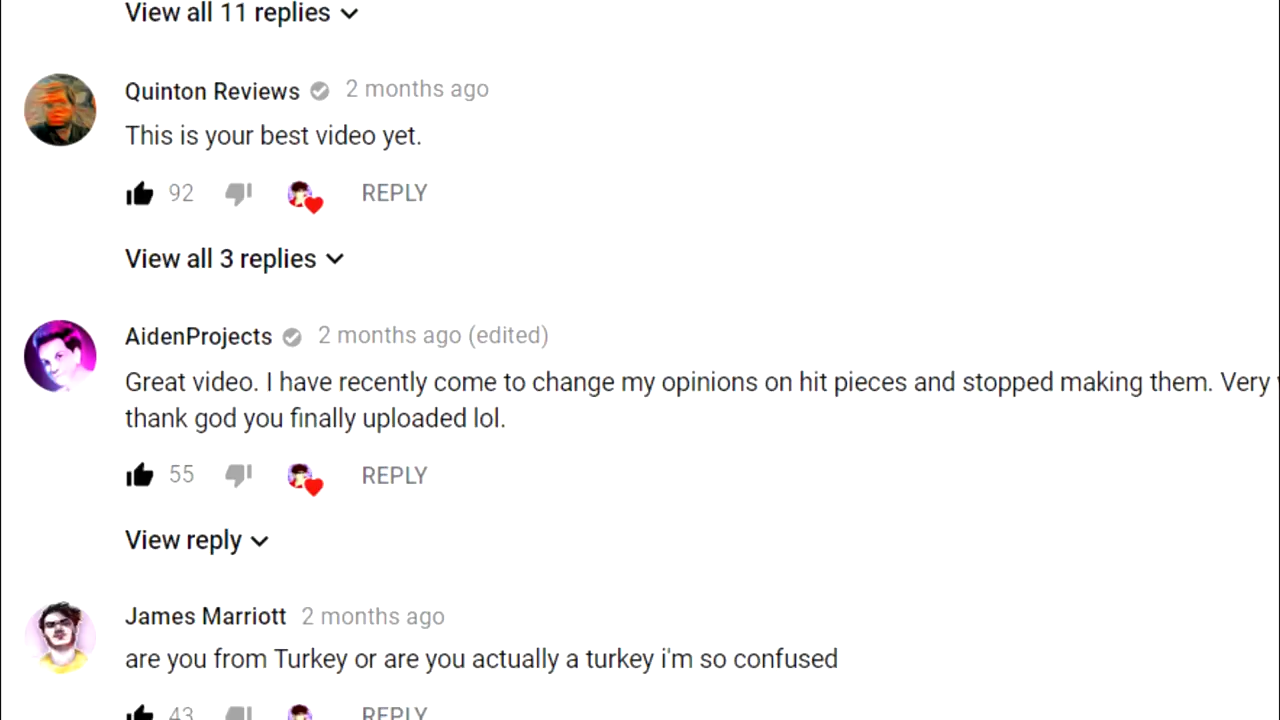 View all 11 replies
Quinton Reviews 2 months ago
This is your best video yet.
92 REPLY
View all 3 replies
AidenProjects 2 months ago (edited)
Great video. I have recently come to change my opinions on hit pieces and stopped making them. Very
thank god you finally uploaded lol.
55 REPLY
View reply
James Marriott 2 months ago
are you from Turkey or are you actually a turkey i'm so confused
43 REPLY